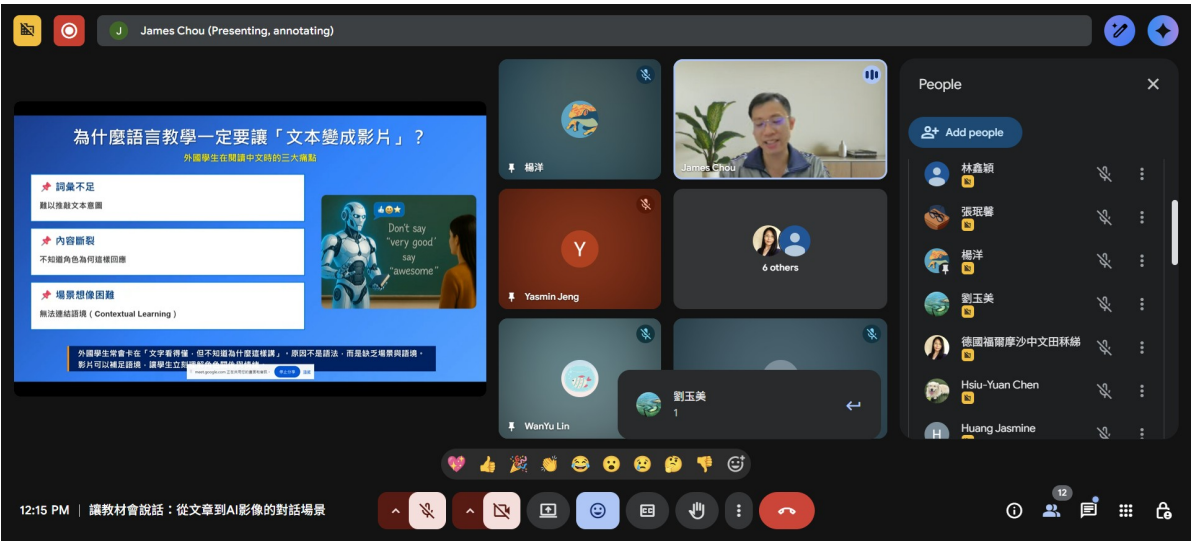 J
James Chou (Presenting, annotating)
為什麼語言教學一定要讓「文本變成影片」？
外國學生在閱讀中文時的三大痛點
詞彙不足
難以推敲文本意圖
內容斷裂
不知道角色為何這樣回應
場景想像困難
無法連結語境（Contextual Learning）
Don't say
"very good"
say
"awesome"
外國學生常會卡在「文字看得懂，但不知道為什麼這樣講」，原因不是語法，而是缺乏場景與語境。
影片可以補足語境，讓學生立刻
楊洋
James Chou
Y
Yasmin Jeng
6 others
WanYu Lin
劉玉美
1
People
Add people
林鑫穎
張珉馨
楊洋
劉玉美
德國福爾摩沙中文田秝綈
Hsiu-Yuan Chen
H
Huang Jasmine
12:15 PM
讓教材會說話：從文章到AI影像的對話場景
12